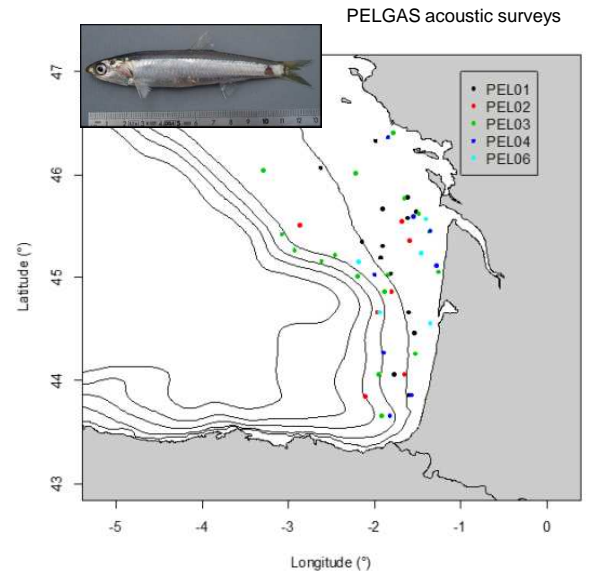 PELGAS acoustic surveys
PEL01
PEL02
PEL03
PEL04
PEL06
47
46
45
44
43
Latitude (°)
-5 -4 -3 -2 -1 0
Longitude (°)